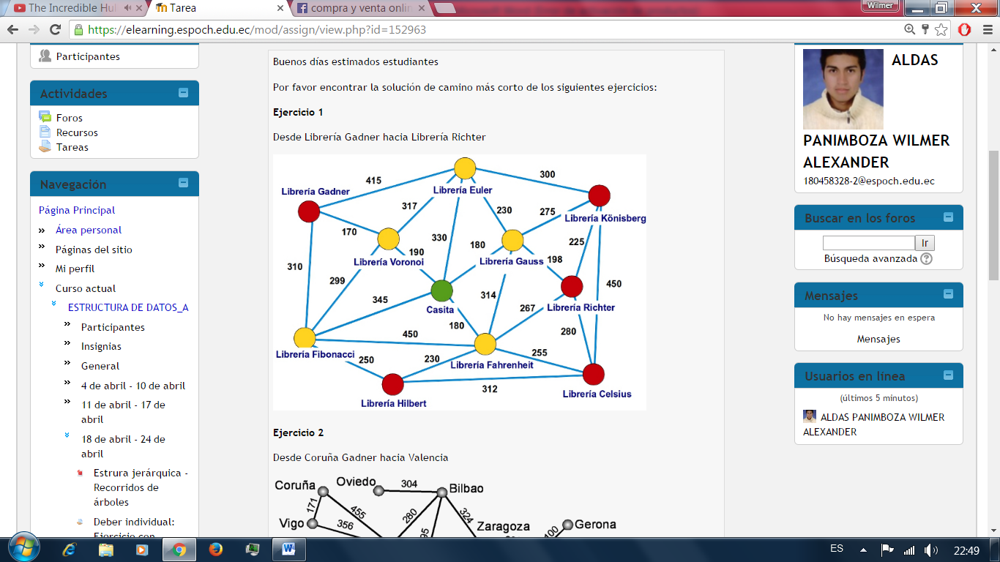 The Incredible Hul
Tarea
compra y venta onlin
Wilmer
https://elearning.espoch.edu.ec/mod/assign/view.php?id=152963
Participantes
Actividades
Foros
Recursos
Tareas
Navegación
Página Principal
Área personal
Páginas del sitio
Mi perfil
Curso actual
ESTRUCTURA DE DATOS_A
Participantes
Insignias
General
4 de abril - 10 de abril
11 de abril - 17 de
abril
18 de abril - 24 de
abril
Estrura jerárquica -
Recorridos de
árboles
Deber individual:
Ejercicio con
Buenos días estimados estudiantes
Por favor encontrar la solución de camino más corto de los siguientes ejercicios:
Ejercicio 1
Desde Librería Gadner hacia Librería Richter
415
300
Librería Gadner
Librería Euler
317
230
275
Librería Könisberg
170
330
180
225
190
Librería Voronoi
Librería Gauss
198
310
299
450
345
314
267
Librería Richter
Casita
180
450
280
Librería Fibonacci
250
230
Librería Fahrenheit
255
312
Librería Celsius
Librería Hilbert
Ejercicio 2
Desde Coruña Gadner hacia Valencia
Coruña
Oviedo
304
Bilbao
171
455
280
324
Vigo
356
95
Zaragoza
100
Gerona
ALDAS
PANIMBOZA WILMER
ALEXANDER
180458328-2@espoch.edu.ec
Buscar en los foros
Ir
Búsqueda avanzada
Mensajes
No hay mensajes en espera
Mensajes
Usuarios en línea
(últimos 5 minutos)
ALDAS PANIMBOZA WILMER
ALEXANDER
ES
22:49